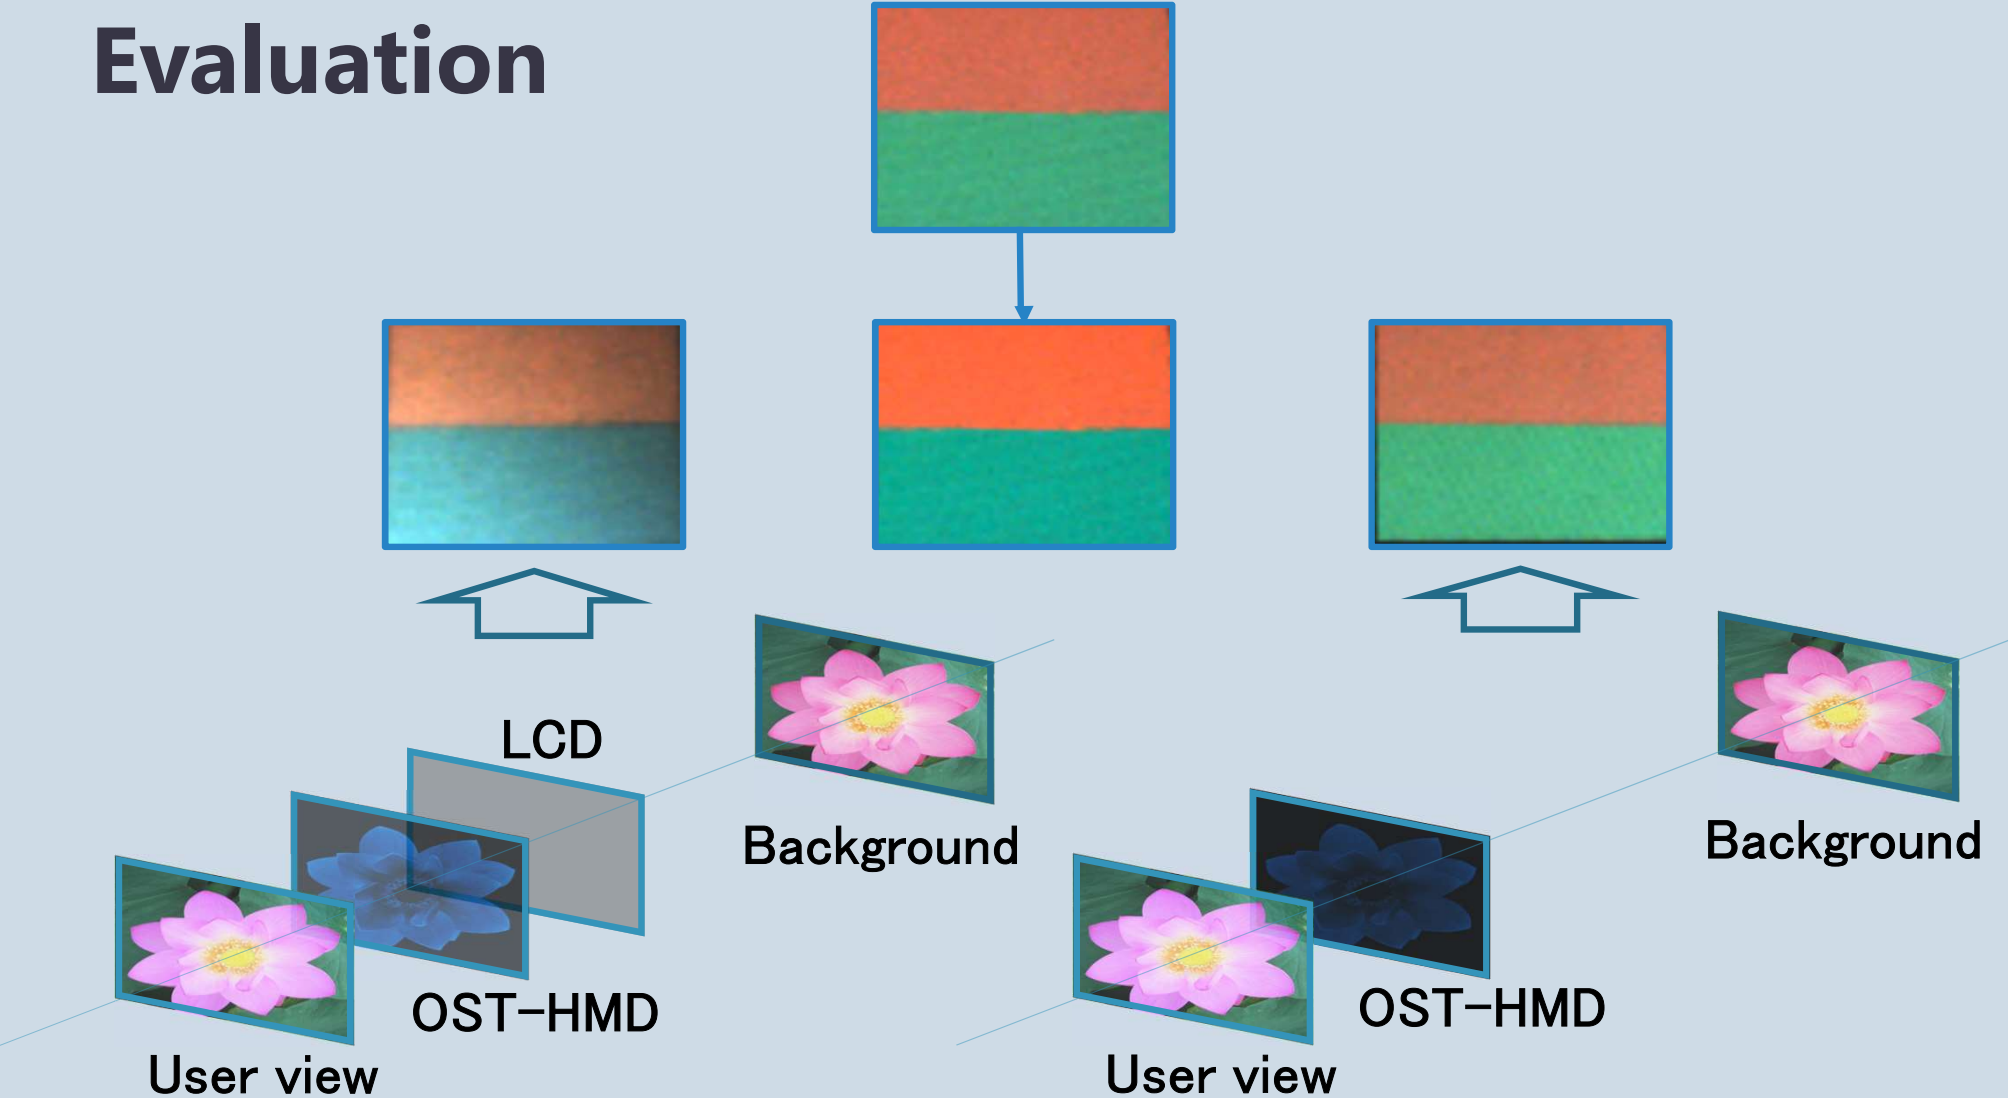 Evaluation
LCD
Background
OST-HMD
User view
Background
OST-HMD
User view